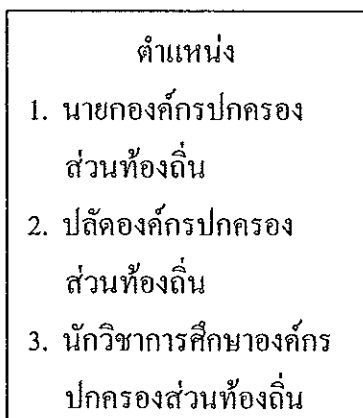 ตำแหน่ง
1. นายกองค์กรปกครอง
ส่วนท้องถิ่น
2. ปลัดองค์กรปกครอง
ส่วนท้องถิ่น
3. นักวิชาการศึกษาองค์กร
ปกครองส่วนท้องถิ่น